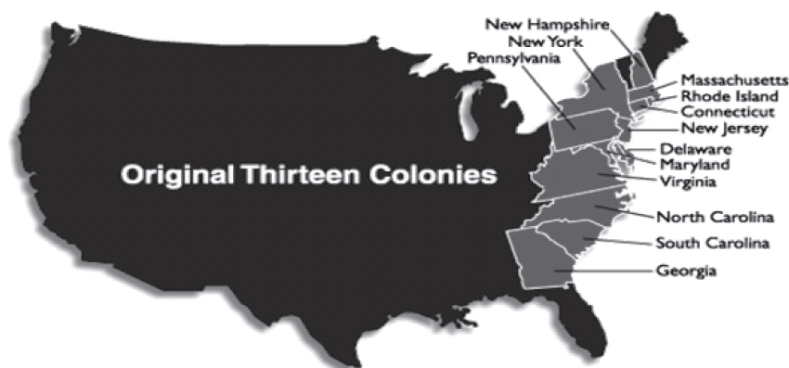 New Hampshire
New York
Pennsylvania
Massachusetts
Rhode Island
Connecticut
New Jersey
Delaware
Maryland
Original Thirteen Colonies
Virginia
North Carolina
South Carolina
Georgia